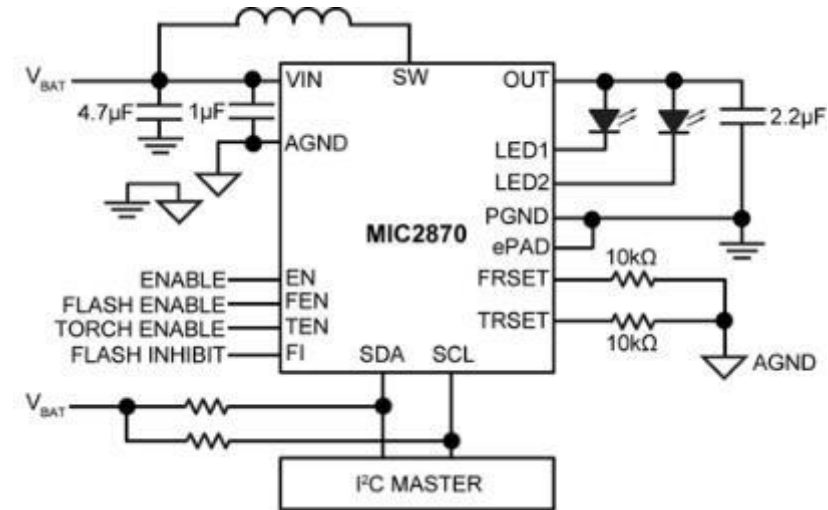 VIN
SW
OUT
V_BAT
4.7µF
1µF
2.2µF
AGND
LED1
LED2
PGND
MIC2870
ePAD
10kΩ
ENABLE
EN
FRSET
FLASH ENABLE
FEN
TORCH ENABLE
TEN
TRSET
FLASH INHIBIT
FI
SDA
SCL
10kΩ
AGND
V_BAT
I²C MASTER